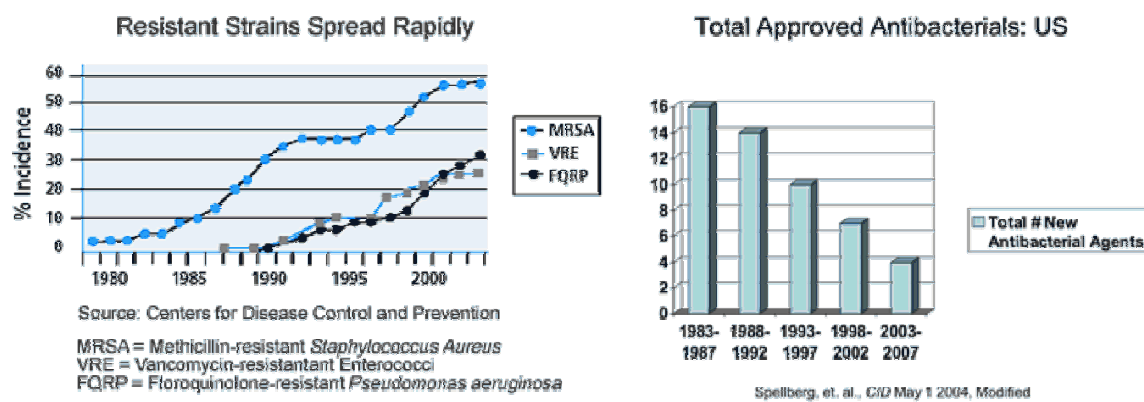 Resistant Strains Spread Rapidly
% Incidence
60
50
40
30
20
10
0
1980 1985 1990 1995 2000
MRSA
VRE
FQRP
Source: Centers for Disease Control and Prevention
MRSA = Methicillin-resistant Staphylococcus Aureus
VRE = Vancomycin-resistantant Enterococci
FQRP = Floroquinolone-resistant Pseudomonas aeruginosa
Total Approved Antibacterials: US
16
14
12
10
8
6
4
2
0
1983- 1988- 1993- 1998- 2003-
1987 1992 1997 2002 2007
Total # New
Antibacterial Agents
Spellberg, et. al., CID May 1 2004, Modified